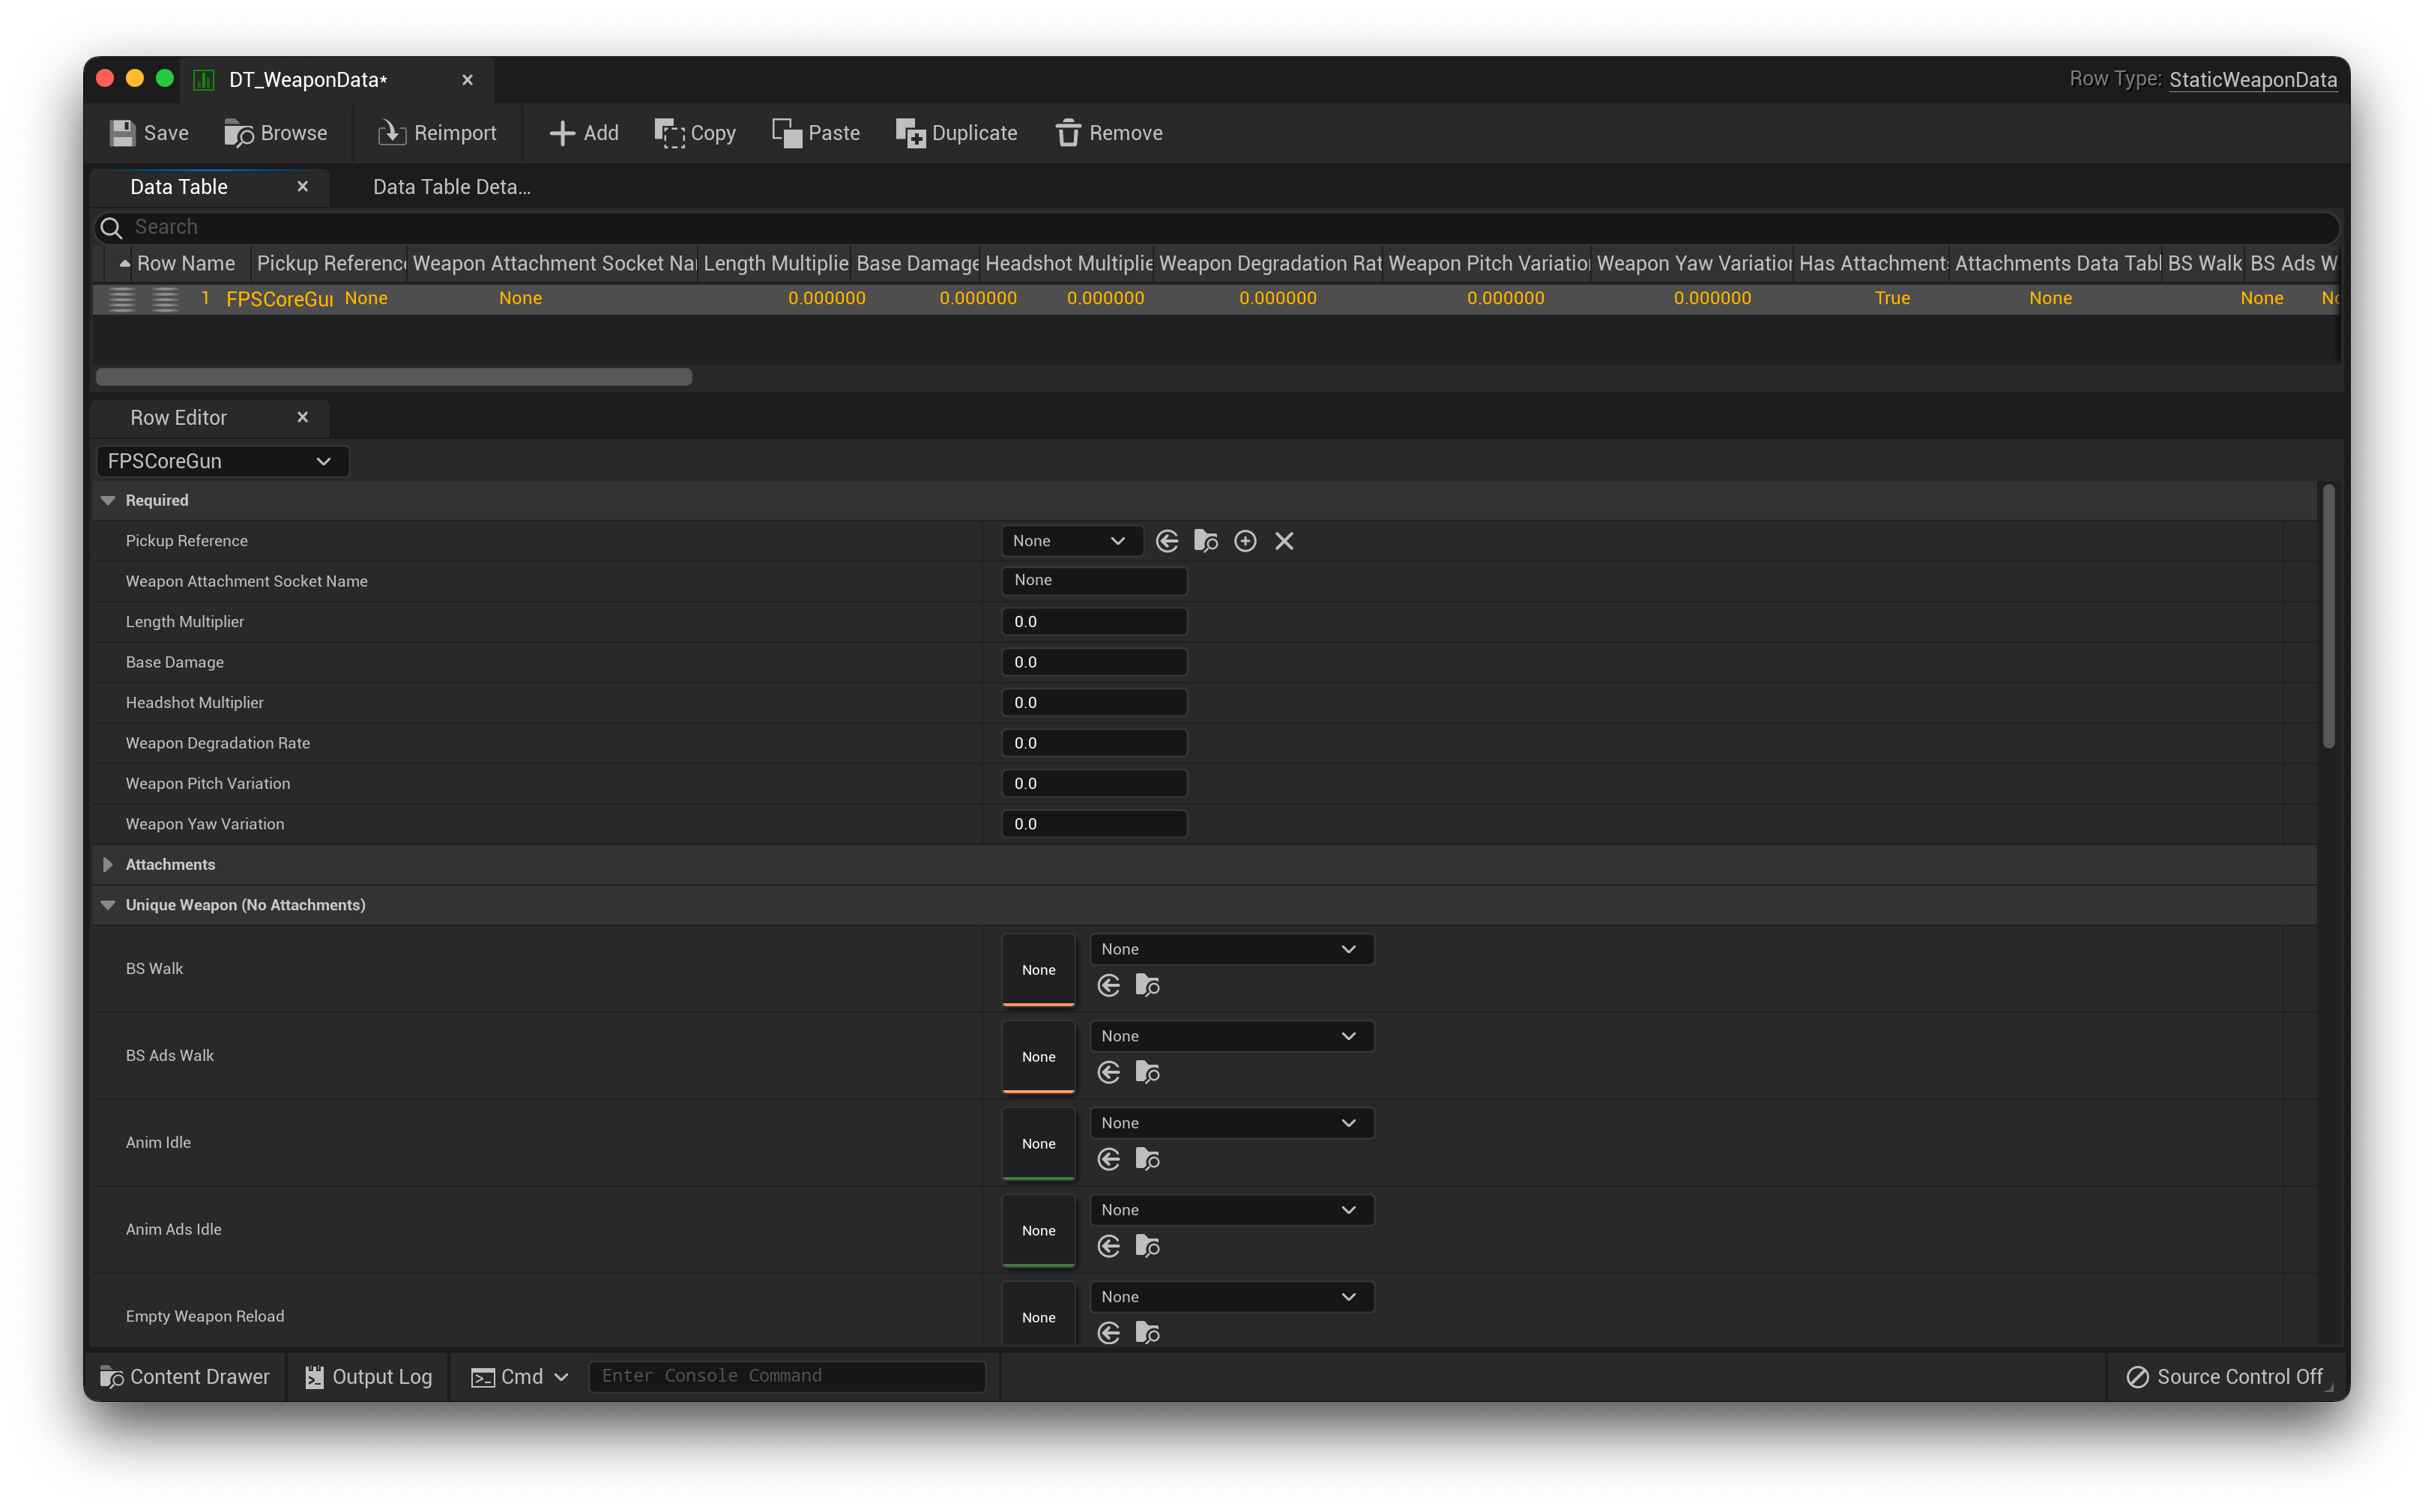 DT_WeaponData*
Row Type: StaticWeaponData
Save Browse Reimport Add Copy Paste Duplicate Remove
Data Table Data Table Deta...
Search
Row Name Pickup Referenc Weapon Attachment Socket Na Length Multiplie Base Damage Headshot Multiplie Weapon Degradation Rat Weapon Pitch Variatio Weapon Yaw Variatio Has Attachment Attachments Data Tabl BS Walk BS Ads W
1 FPSCoreGu None None 0.000000 0.000000 0.000000 0.000000 0.000000 0.000000 True None None No
Row Editor
FPSCoreGun
Required
Pickup Reference None
Weapon Attachment Socket Name None
Length Multiplier 0.0
Base Damage 0.0
Headshot Multiplier 0.0
Weapon Degradation Rate 0.0
Weapon Pitch Variation 0.0
Weapon Yaw Variation 0.0
Attachments
Unique Weapon (No Attachments)
BS Walk None None
BS Ads Walk None None
Anim Idle None None
Anim Ads Idle None None
Empty Weapon Reload None None
Content Drawer Output Log Cmd Enter Console Command Source Control Off